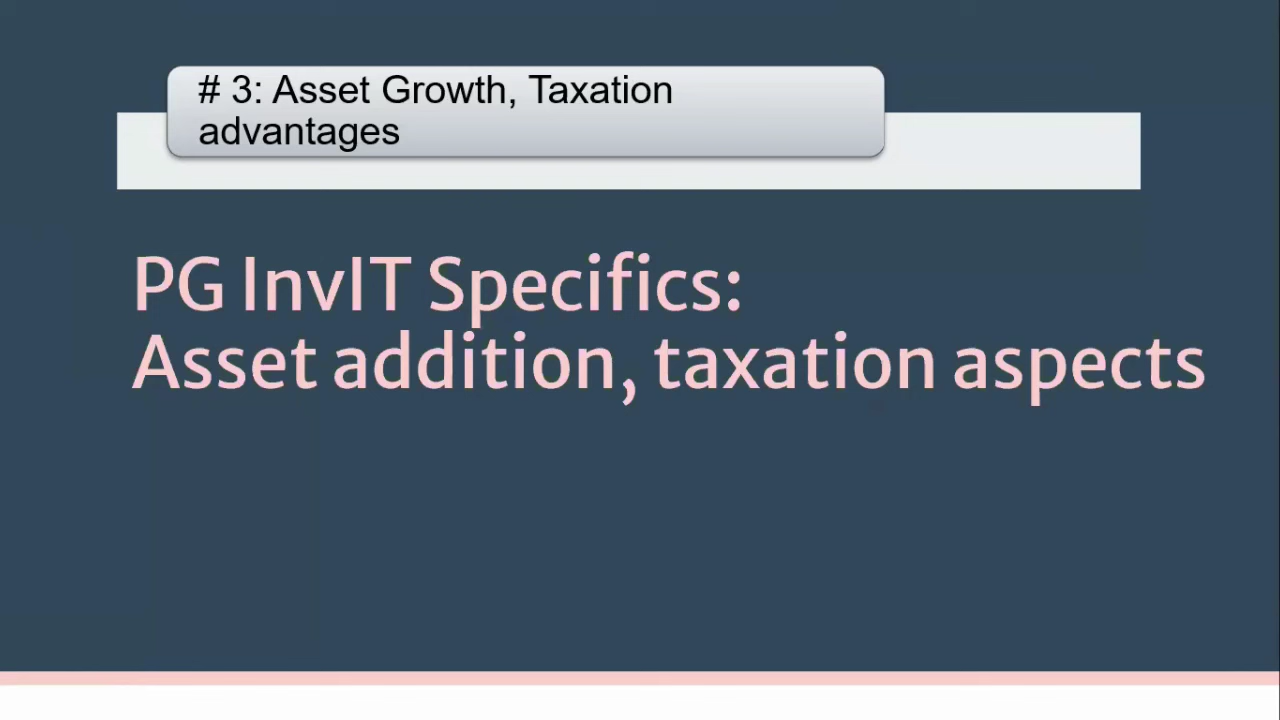 # 3: Asset Growth, Taxation
advantages
PG InvIT Specifics:
Asset addition, taxation aspects